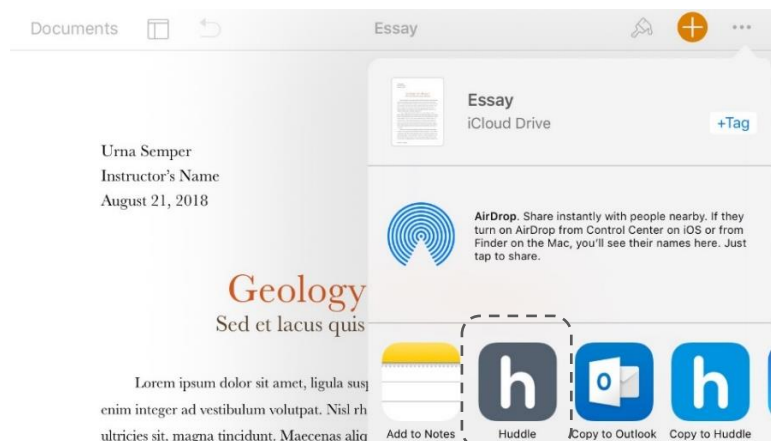 Documents
Essay
Essay
iCloud Drive
+Tag
Urna Semper
Instructor's Name
August 21, 2018
AirDrop. Share instantly with people nearby. If they
turn on AirDrop from Control Center on iOS or from
Finder on the Mac, you'll see their names here. Just
tap to share.
Geology
Sed et lacus quis
Lorem ipsum dolor sit amet, ligula
enim integer ad vestibulum volutpat. Nisl rh
ultricies sit, magna tincidunt. Maecenas aliq
h
o
h
Add to Notes
Huddle
Copy to Outlook
Copy to Huddle